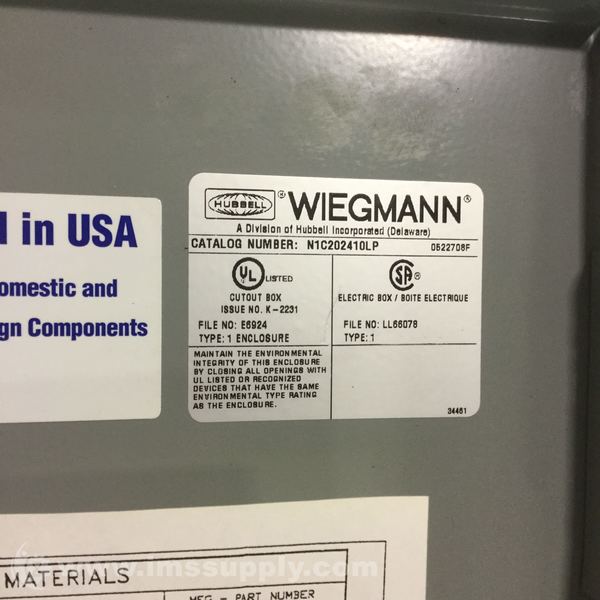 HUBBELL ® WIEGMANN®
A Division of Hubbell Incorporated (Delaware)
CATALOG NUMBER: N1C202410LP 0522708F
UL LISTED
CUTOUT BOX
ISSUE NO. K-2231
FILE NO: E6924
TYPE: 1 ENCLOSURE
SA ®
ELECTRIC BOX / BOITE ELECTRIQUE
FILE NO: LL66078
TYPE: 1
MAINTAIN THE ENVIRONMENTAL
INTEGRITY OF THIS ENCLOSURE
BY CLOSING ALL OPENINGS WITH
UL LISTED OR RECOGNIZED
DEVICES THAT HAVE THE SAME
ENVIRONMENTAL TYPE RATING
AS THE ENCLOSURE.
34461
in USA
omestic and
gn Components
MATERIALS
MFG - PART NUMBER
www.imssupply.com